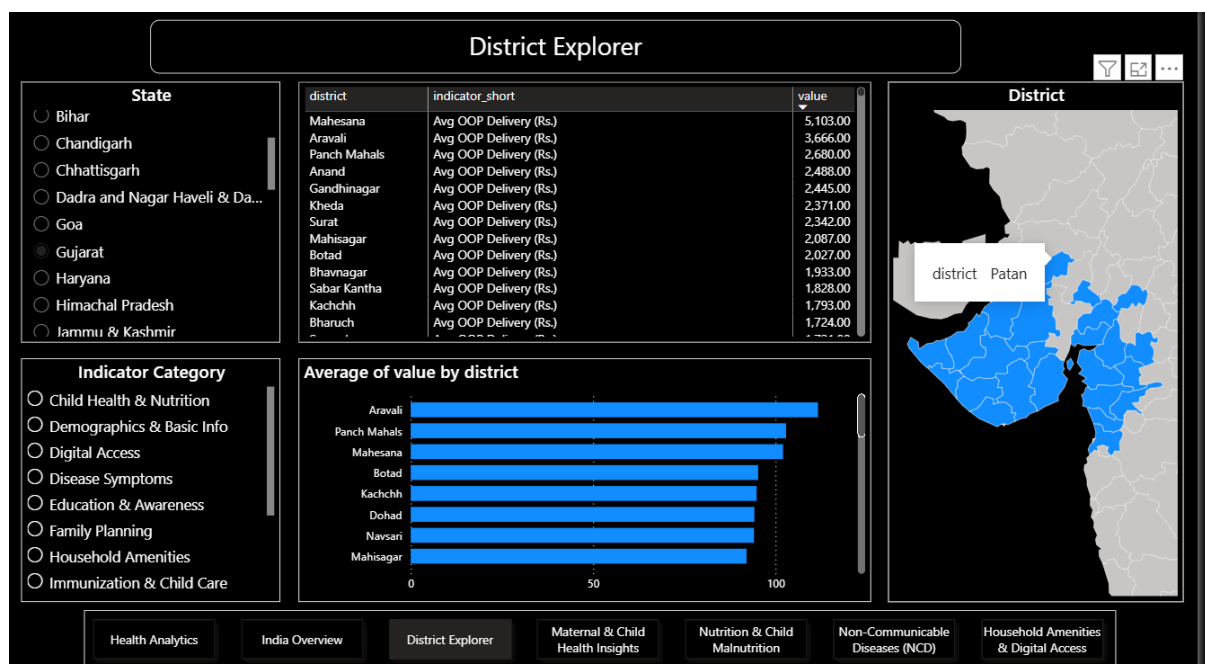 District Explorer
State
Bihar
Chandigarh
Chhattisgarh
Dadra and Nagar Haveli & Da...
Goa
Gujarat
Haryana
Himachal Pradesh
Jammu & Kashmir
district indicator_short value
Mahesana Avg OOP Delivery (Rs.) 5,103.00
Aravali Avg OOP Delivery (Rs.) 3,666.00
Panch Mahals Avg OOP Delivery (Rs.) 2,680.00
Anand Avg OOP Delivery (Rs.) 2,488.00
Gandhinagar Avg OOP Delivery (Rs.) 2,445.00
Kheda Avg OOP Delivery (Rs.) 2,371.00
Surat Avg OOP Delivery (Rs.) 2,342.00
Mahisagar Avg OOP Delivery (Rs.) 2,087.00
Botad Avg OOP Delivery (Rs.) 2,027.00
Bhavnagar Avg OOP Delivery (Rs.) 1,933.00
Sabar Kantha Avg OOP Delivery (Rs.) 1,828.00
Kachchh Avg OOP Delivery (Rs.) 1,793.00
Bharuch Avg OOP Delivery (Rs.) 1,724.00
District
district Patan
Indicator Category
Child Health & Nutrition
Demographics & Basic Info
Digital Access
Disease Symptoms
Education & Awareness
Family Planning
Household Amenities
Immunization & Child Care
Average of value by district
Aravali
Panch Mahals
Mahesana
Botad
Kachchh
Dohad
Navsari
Mahisagar
0 50 100
Health Analytics
India Overview
District Explorer
Maternal & Child
Health Insights
Nutrition & Child
Malnutrition
Non-Communicable
Diseases (NCD)
Household Amenities
& Digital Access